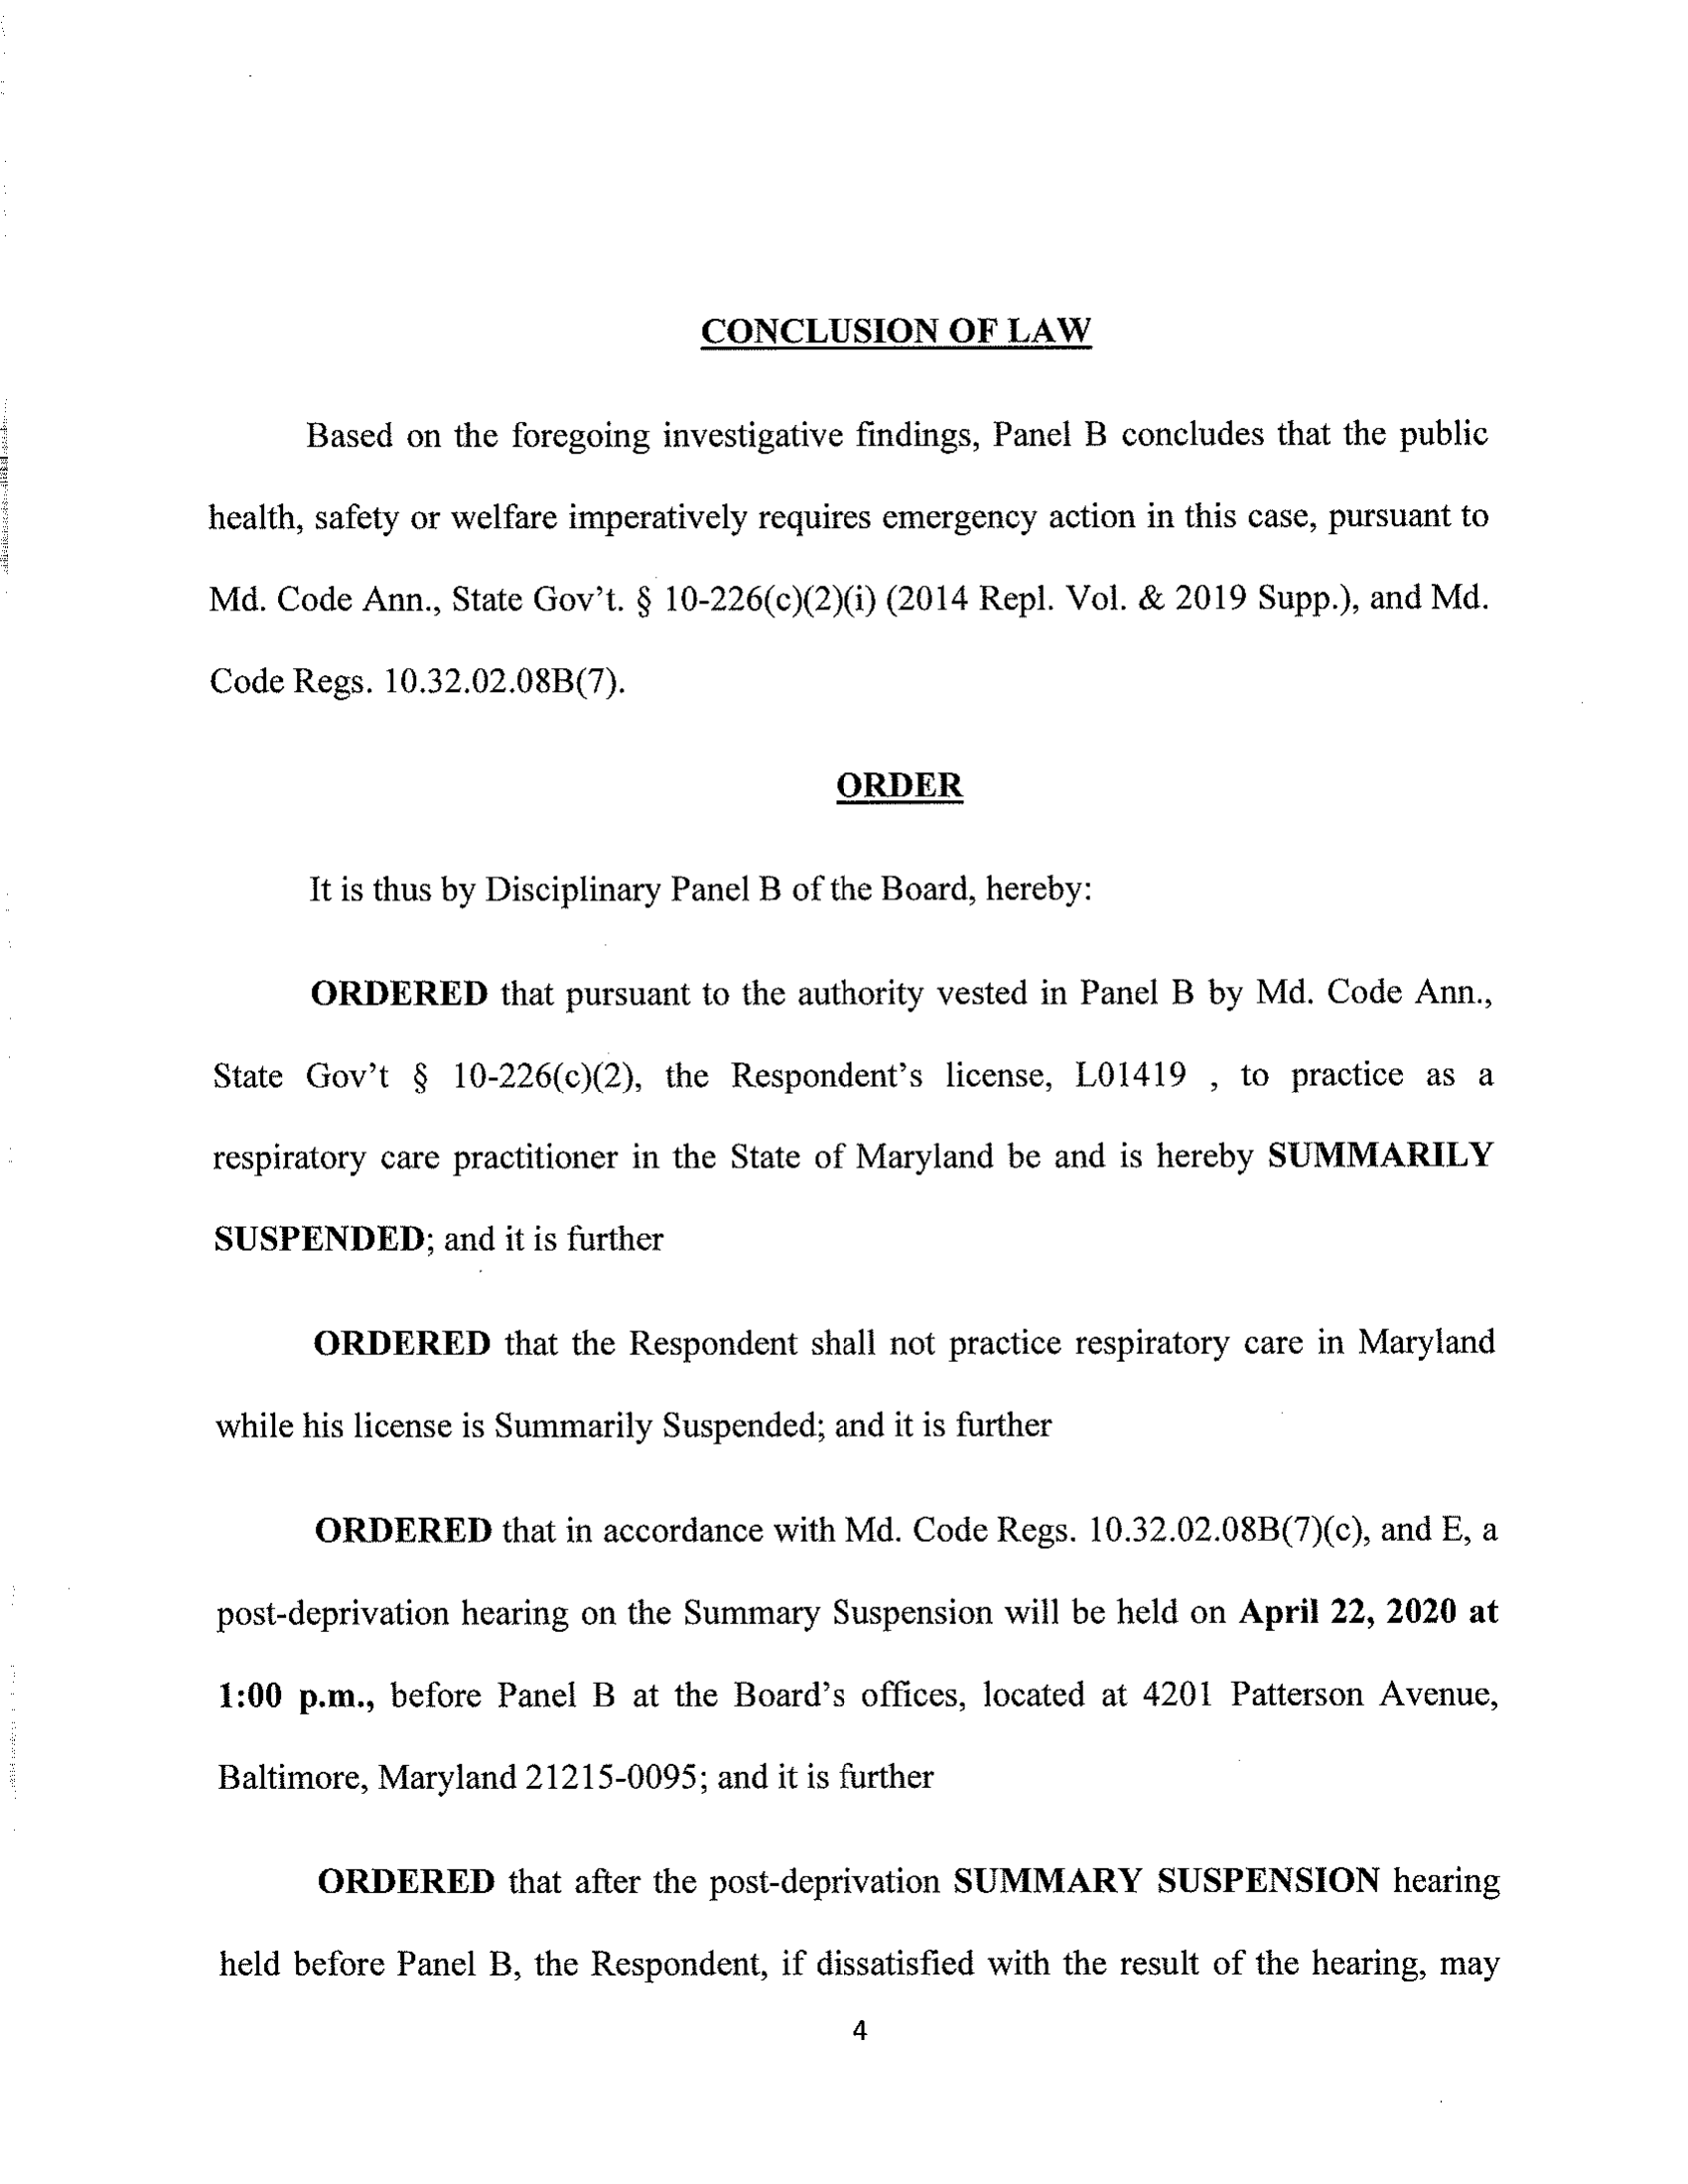 CONCLUSION OF LAW
Based on the foregoing investigative findings, Panel B concludes that the public
health, safety or welfare imperatively requires emergency action in this case, pursuant to
Md. Code Ann., State Gov't. § 10-226(c)(2)(i) (2014 Repl. Vol. & 2019 Supp.), and Md.
Code Regs. 10.32.02.08B(7).
ORDER
It is thus by Disciplinary Panel B of the Board, hereby:
ORDERED that pursuant to the authority vested in Panel B by Md. Code Ann.,
State Gov't § 10-226(c)(2), the Respondent's license, L01419 , to practice as a
respiratory care practitioner in the State of Maryland be and is hereby SUMMARILY
SUSPENDED; and it is further
ORDERED that the Respondent shall not practice respiratory care in Maryland
while his license is Summarily Suspended; and it is further
ORDERED that in accordance with Md. Code Regs. 10.32.02.08B(7)(c), and E, a
post-deprivation hearing on the Summary Suspension will be held on April 22, 2020 at
1:00 p.m., before Panel B at the Board's offices, located at 4201 Patterson Avenue,
Baltimore, Maryland 21215-0095; and it is further
ORDERED that after the post-deprivation SUMMARY SUSPENSION hearing
held before Panel B, the Respondent, if dissatisfied with the result of the hearing, may
4